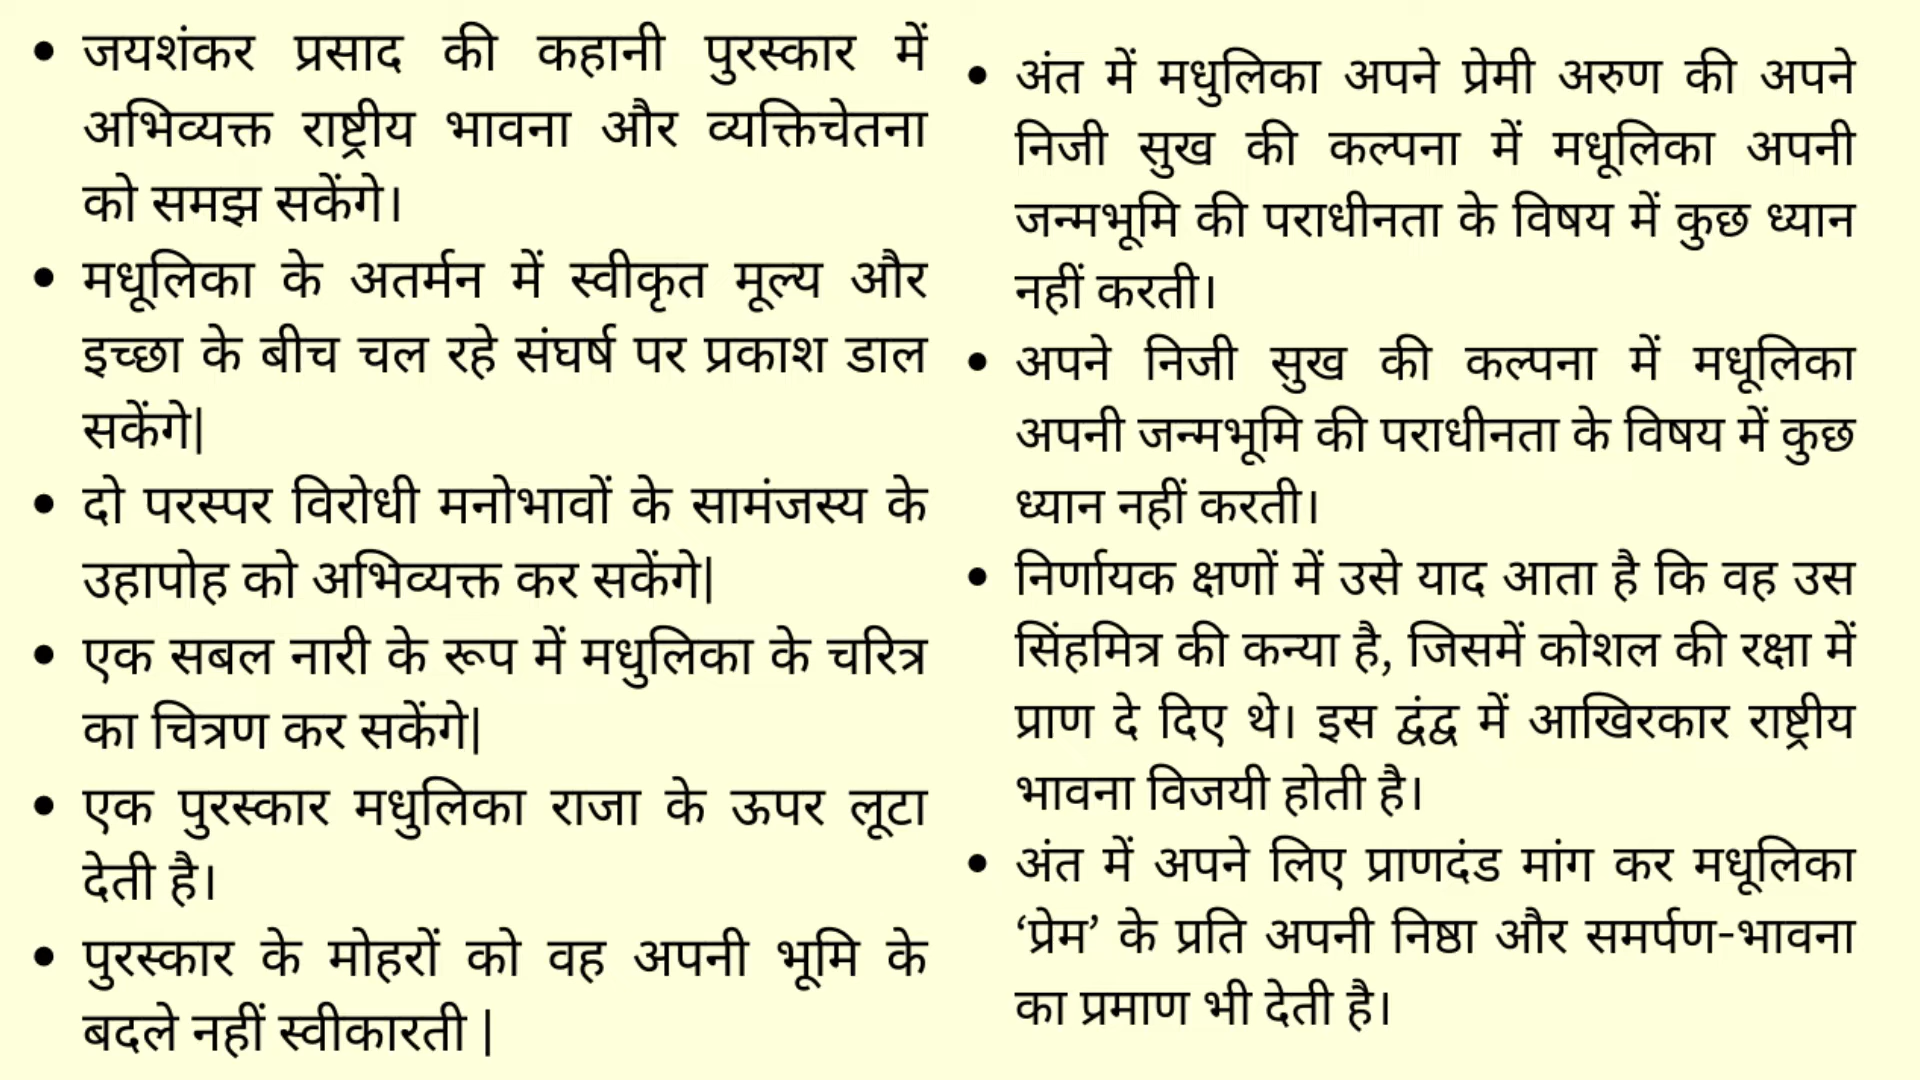 • जयशंकर प्रसाद की कहानी पुरस्कार में
अभिव्यक्त राष्ट्रीय भावना और व्यक्तिचेतना
को समझ सकेंगे।
• मधूलिका के अतर्मन में स्वीकृत मूल्य और
इच्छा के बीच चल रहे संघर्ष पर प्रकाश डाल
सकेंगे|
• दो परस्पर विरोधी मनोभावों के सामंजस्य के
उहापोह को अभिव्यक्त कर सकेंगे|
• एक सबल नारी के रूप में मधुलिका के चरित्र
का चित्रण कर सकेंगे|
• एक पुरस्कार मधुलिका राजा के ऊपर लूटा
देती है।
• पुरस्कार के मोहरों को वह अपनी भूमि के
बदले नहीं स्वीकारती |
• अंत में मधुलिका अपने प्रेमी अरुण की अपने
निजी सुख की कल्पना में मधूलिका अपनी
जन्मभूमि की पराधीनता के विषय में कुछ ध्यान
नहीं करती।
• अपने निजी सुख की कल्पना में मधूलिका
अपनी जन्मभूमि की पराधीनता के विषय में कुछ
ध्यान नहीं करती।
• निर्णायक क्षणों में उसे याद आता है कि वह उस
सिंहमित्र की कन्या है, जिसमें कोशल की रक्षा में
प्राण दे दिए थे। इस द्वंद्व में आखिरकार राष्ट्रीय
भावना विजयी होती है।
• अंत में अपने लिए प्राणदंड मांग कर मधूलिका
‘प्रेम’ के प्रति अपनी निष्ठा और समर्पण-भावना
का प्रमाण भी देती है।